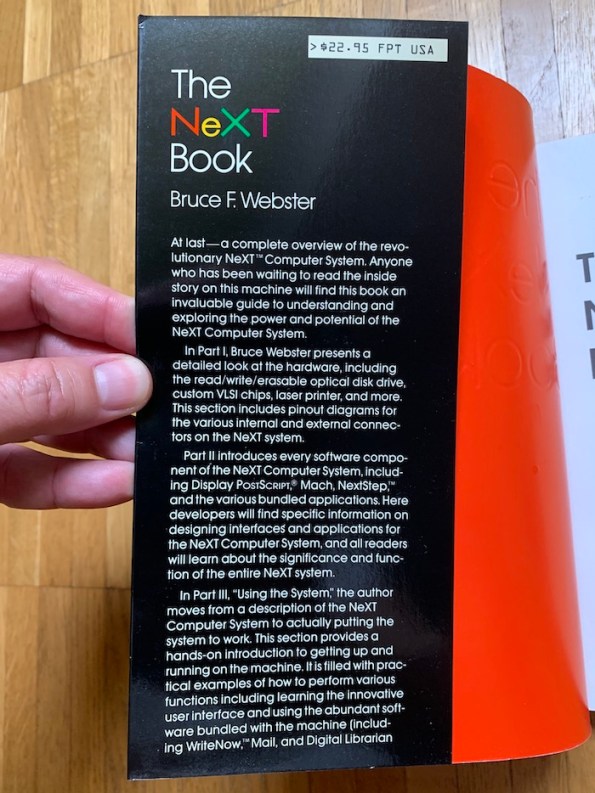 >$22.95 FPT USA
The
NeXT
Book
Bruce F. Webster
At last—a complete overview of the revo-
lutionary NeXT™ Computer System. Anyone
who has been waiting to read the inside
story on this machine will find this book an
invaluable guide to understanding and
exploring the power and potential of the
NeXT Computer System.
In Part I, Bruce Webster presents a
detailed look at the hardware, including
the read/write/erasable optical disk drive,
custom VLSI chips, laser printer, and more.
This section includes pinout diagrams for
the various internal and external connec-
tors on the NeXT system.
Part II introduces every software compo-
nent of the NeXT Computer System, includ-
ing Display POSTSCRIPT,® Mach, NextStep,™
and the various bundled applications. Here
developers will find specific information on
designing interfaces and applications for
the NeXT Computer System, and all readers
will learn about the significance and func-
tion of the entire NeXT system.
In Part III, "Using the System," the author
moves from a description of the NeXT
Computer System to actually putting the
system to work. This section provides a
hands-on introduction to getting up and
running on the machine. It is filled with prac-
tical examples of how to perform various
functions including learning the innovative
user interface and using the abundant soft-
ware bundled with the machine (includ-
ing WriteNow,™ Mail, and Digital Librarian